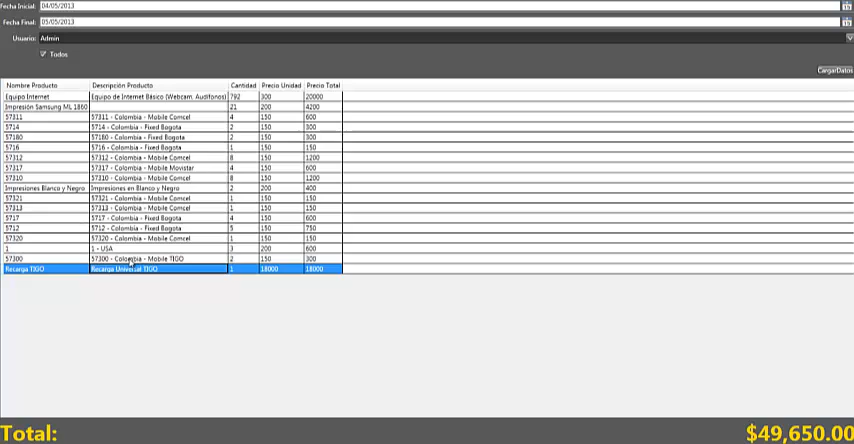 Fecha Inicial: 04/05/2013
Fecha Final: 05/05/2013
Usuario: Admin
Todos
CargarDatos
Nombre Producto Descripción Producto Cantidad Precio Unidad Precio Total
Equipo Internet Equipo de Internet Básico (Webcam, Audífonos) 792 300 20000
Impresión Samsung ML 1860 21 200 4200
57311 57311 - Colombia - Mobile Comcel 4 150 600
5714 5714 - Colombia - Fixed Bogota 2 150 300
57180 57180 - Colombia - Fixed Bogota 2 150 300
5716 5716 - Colombia - Fixed Bogota 1 150 150
57312 57312 - Colombia - Mobile Comcel 8 150 1200
57317 57317 - Colombia - Mobile Movistar 4 150 600
57310 57310 - Colombia - Mobile Comcel 8 150 1200
Impresiones Blanco y Negro Impresiones en Blanco y Negro 2 200 400
57321 57321 - Colombia - Mobile Comcel 1 150 150
57313 57313 - Colombia - Mobile Comcel 1 150 150
5717 5717 - Colombia - Fixed Bogota 4 150 600
5712 5712 - Colombia - Fixed Bogota 5 150 750
57320 57320 - Colombia - Mobile Comcel 1 150 150
1 1 - USA 3 200 600
57300 57300 - Colombia - Mobile TIGO 2 150 300
Recarga TIGO Recarga Universal TIGO 1 18000 18000
Total: $49,650.00